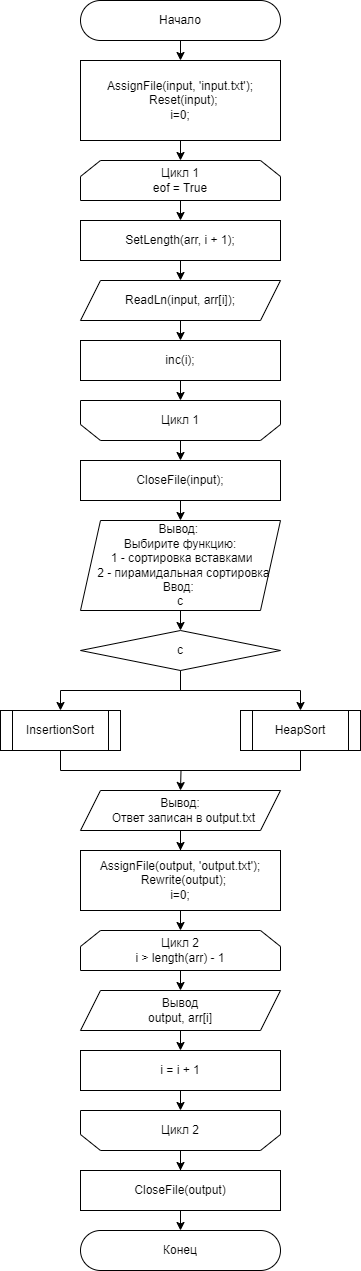 Начало
AssignFile(input, 'input.txt');
Reset(input);
i=0;
Цикл 1
eof = True
SetLength(arr, i + 1);
ReadLn(input, arr[i]);
inc(i);
Цикл 1
CloseFile(input);
Вывод:
Выбирите функцию:
1 - сортировка вставками
2 - пирамидальная сортировка
Ввод:
с
с
InsertionSort
HeapSort
Вывод:
Ответ записан в output.txt
AssignFile(output, 'output.txt');
Rewrite(output);
i=0;
Цикл 2
i > length(arr) - 1
Вывод
output, arr[i]
i = i + 1
Цикл 2
CloseFile(output)
Конец